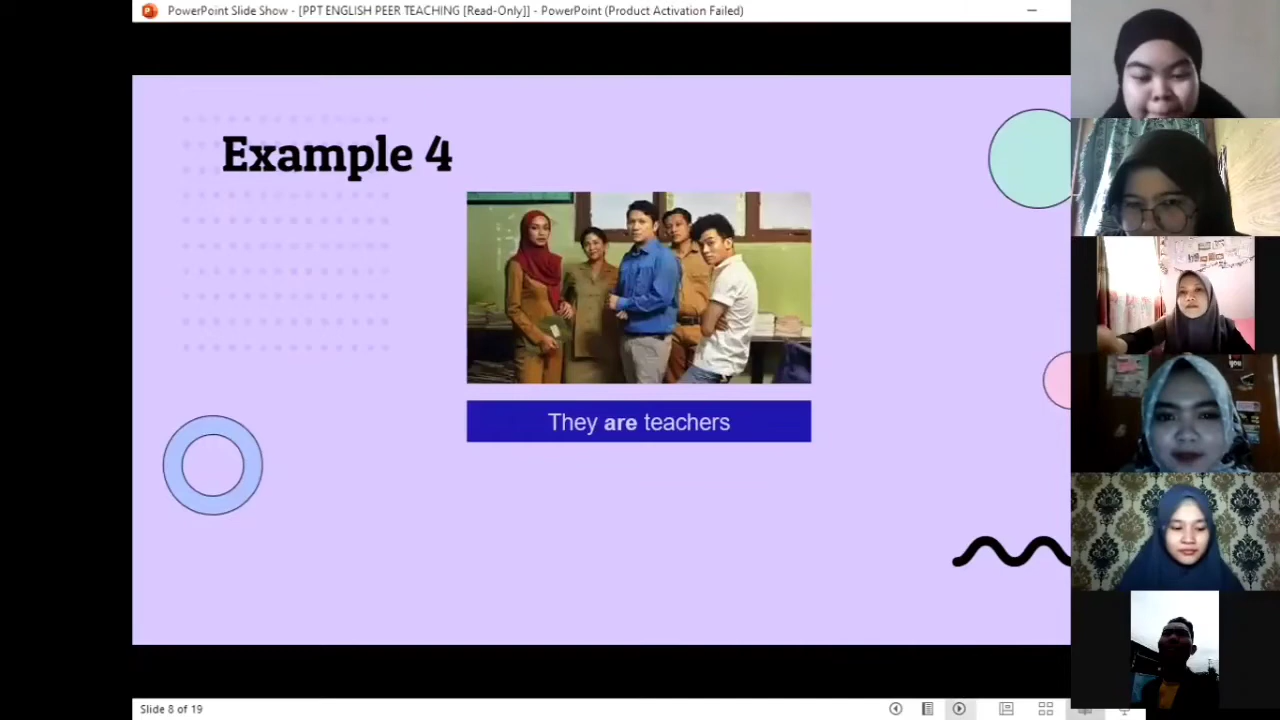 PowerPoint Slide Show - [PPT ENGLISH PEER TEACHING [Read-Only]] - PowerPoint (Product Activation Failed)
Example 4
They are teachers
Slide 8 of 19